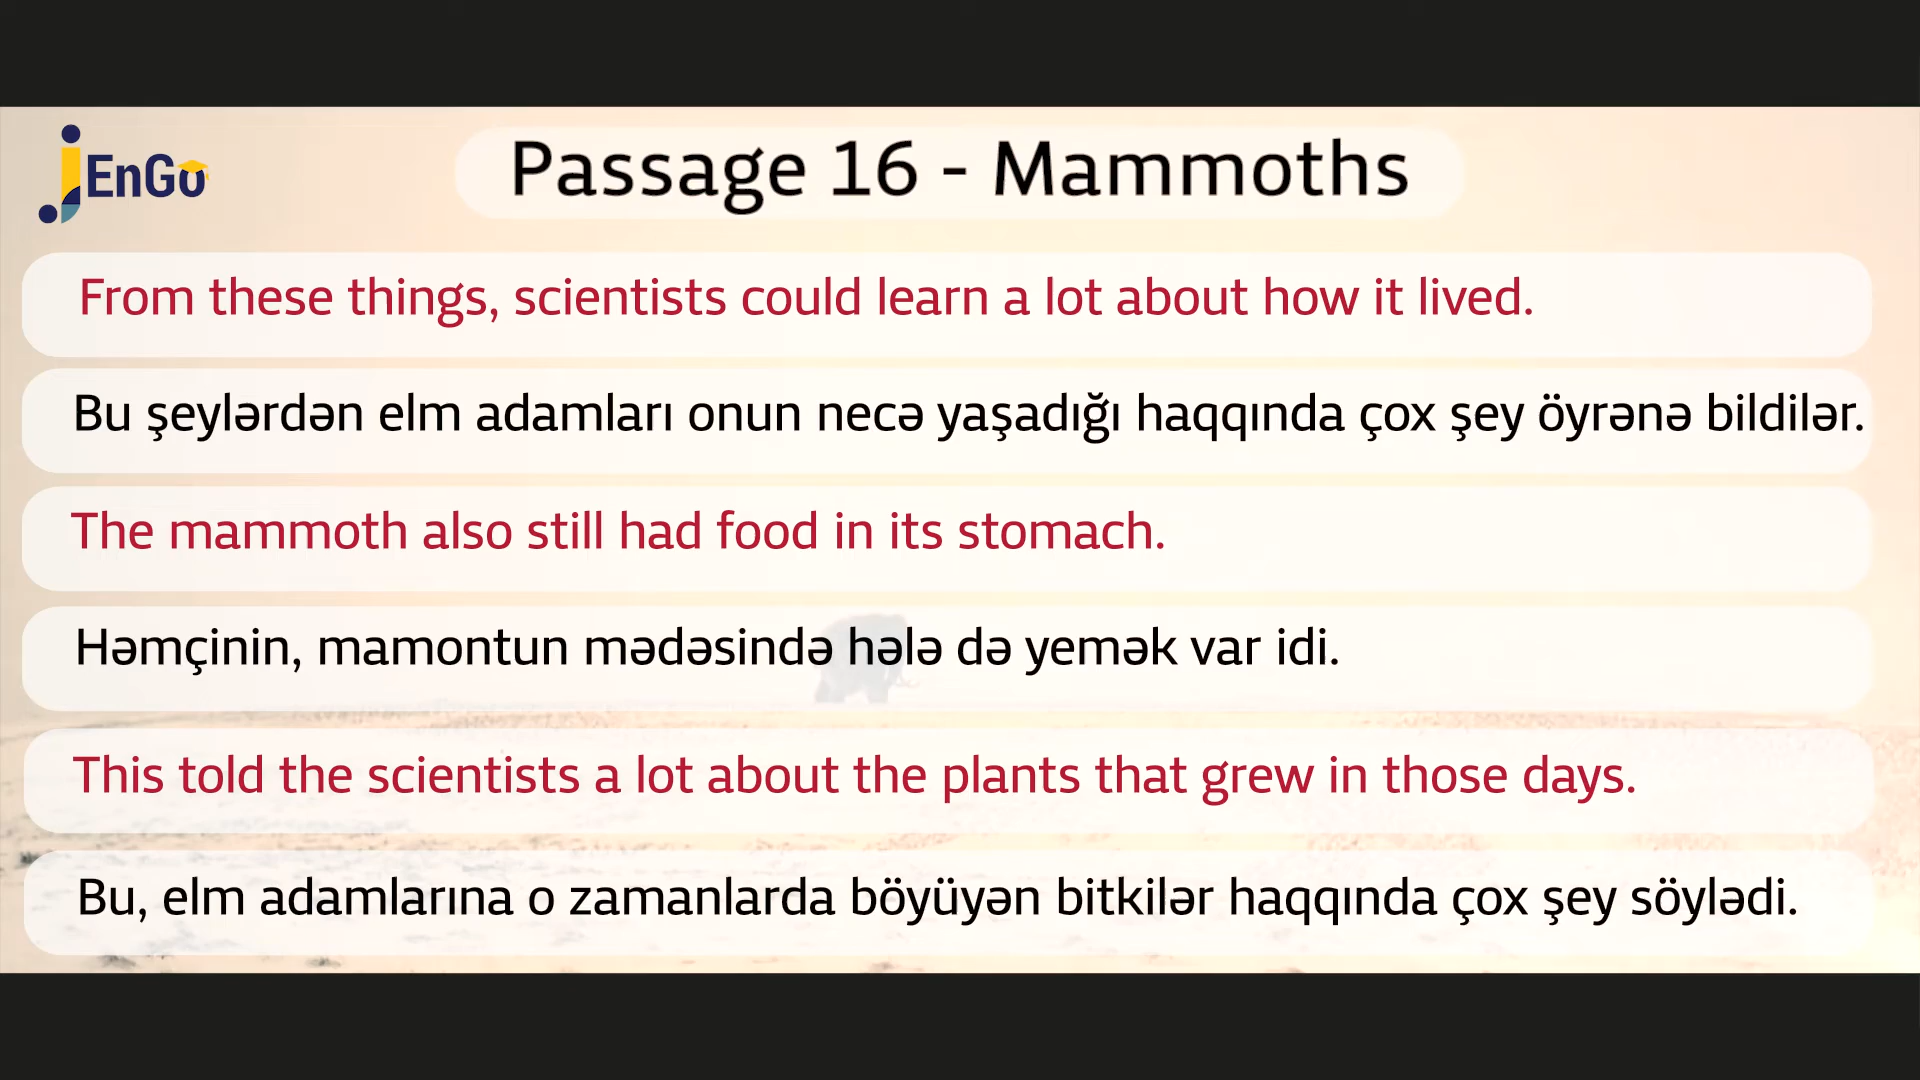 EnGo
Passage 16 - Mammoths
From these things, scientists could learn a lot about how it lived.
Bu şeylərdən elm adamları onun necə yaşadığı haqqında çox şey öyrənə bildilər.
The mammoth also still had food in its stomach.
Həmçinin, mamontun mədəsində hələ də yemək var idi.
This told the scientists a lot about the plants that grew in those days.
Bu, elm adamlarına o zamanlarda böyüyən bitkilər haqqında çox şey söylədi.